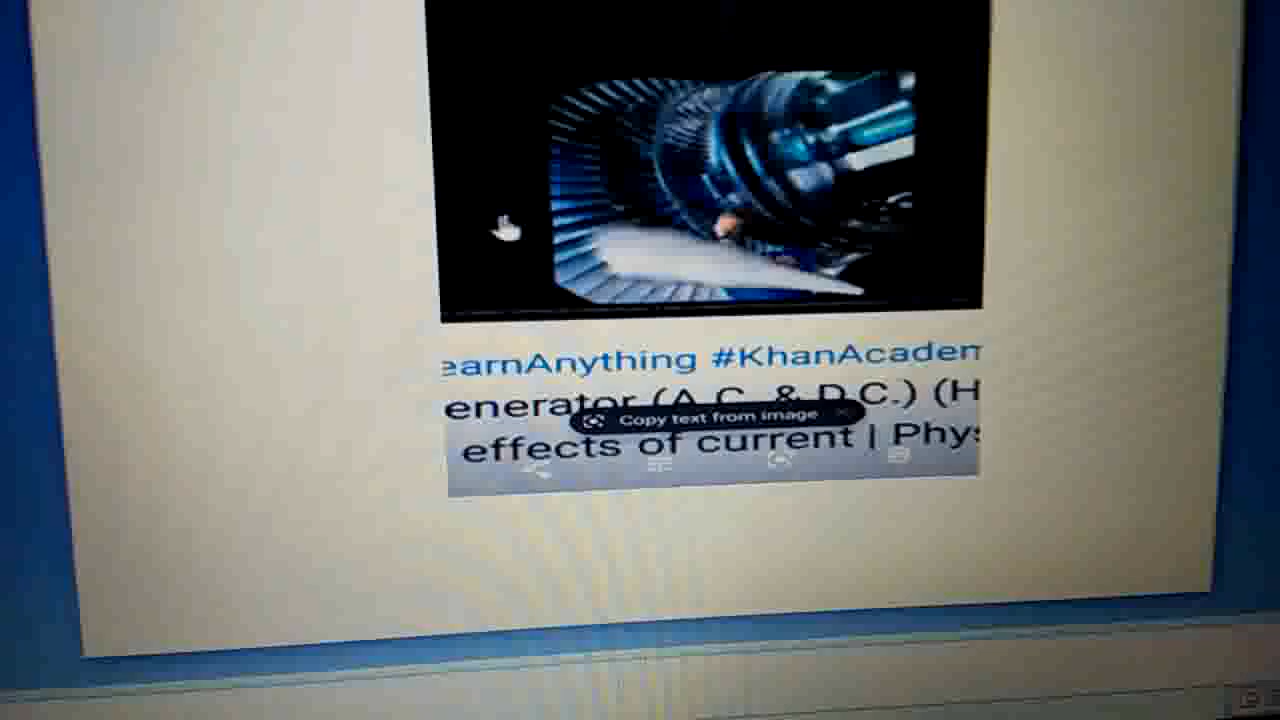 earnAnything #KhanAcadem
enerator (A.C. & D.C.) (H
Copy text from image
effects of current | Phys